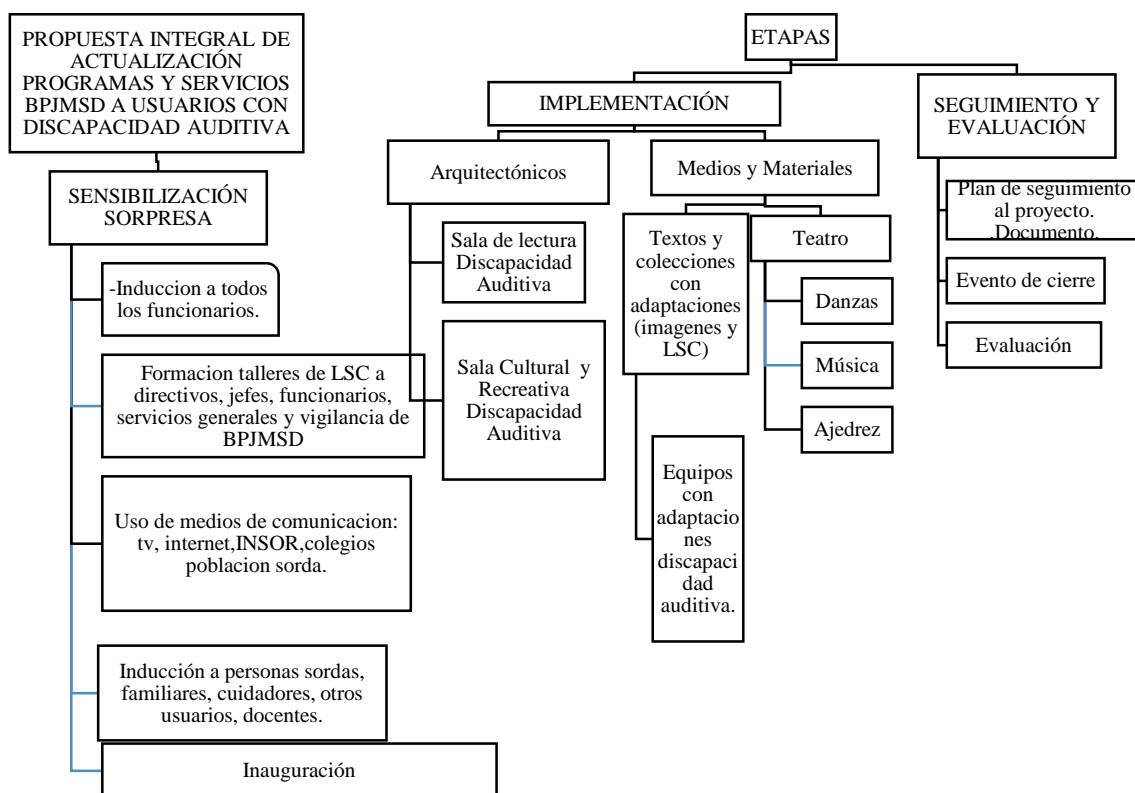 PROPUESTA INTEGRAL DE
ACTUALIZACIÓN
PROGRAMAS Y SERVICIOS
BPJMSD A USUARIOS CON
DISCAPACIDAD AUDITIVA
SENSIBILIZACIÓN
SORPRESA
-Induccion a todos
los funcionarios.
Formacion talleres de LSC a
directivos, jefes, funcionarios,
servicios generales y vigilancia de
BPJMSD
Uso de medios de comunicacion:
tv, internet,INSOR,colegios
poblacion sorda.
Inducción a personas sordas,
familiares, cuidadores, otros
usuarios, docentes.
Inauguración
ETAPAS
IMPLEMENTACIÓN
Arquitectónicos
Sala de lectura
Discapacidad
Auditiva
Sala Cultural y
Recreativa
Discapacidad
Auditiva
Medios y Materiales
Textos y
colecciones
con
adaptaciones
(imagenes y
LSC)
Equipos
con
adaptacio
nes
discapaci
dad
auditiva.
Teatro
Danzas
Música
Ajedrez
SEGUIMIENTO Y
EVALUACIÓN
Plan de seguimiento
al proyecto.
.Documento.
Evento de cierre
Evaluación